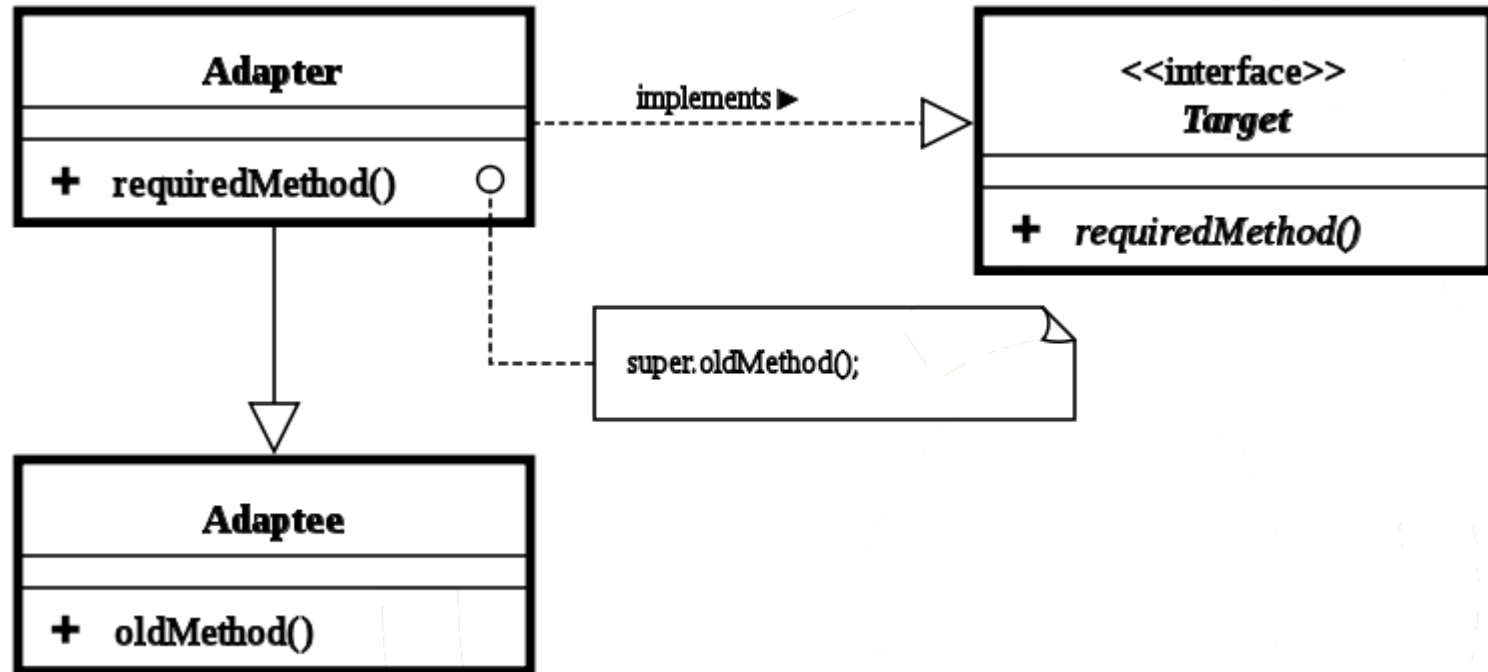 Adapter
+ requiredMethod()
implements ►
<<interface>>
Target
+ requiredMethod()
super.oldMethod();
Adaptee
+ oldMethod()